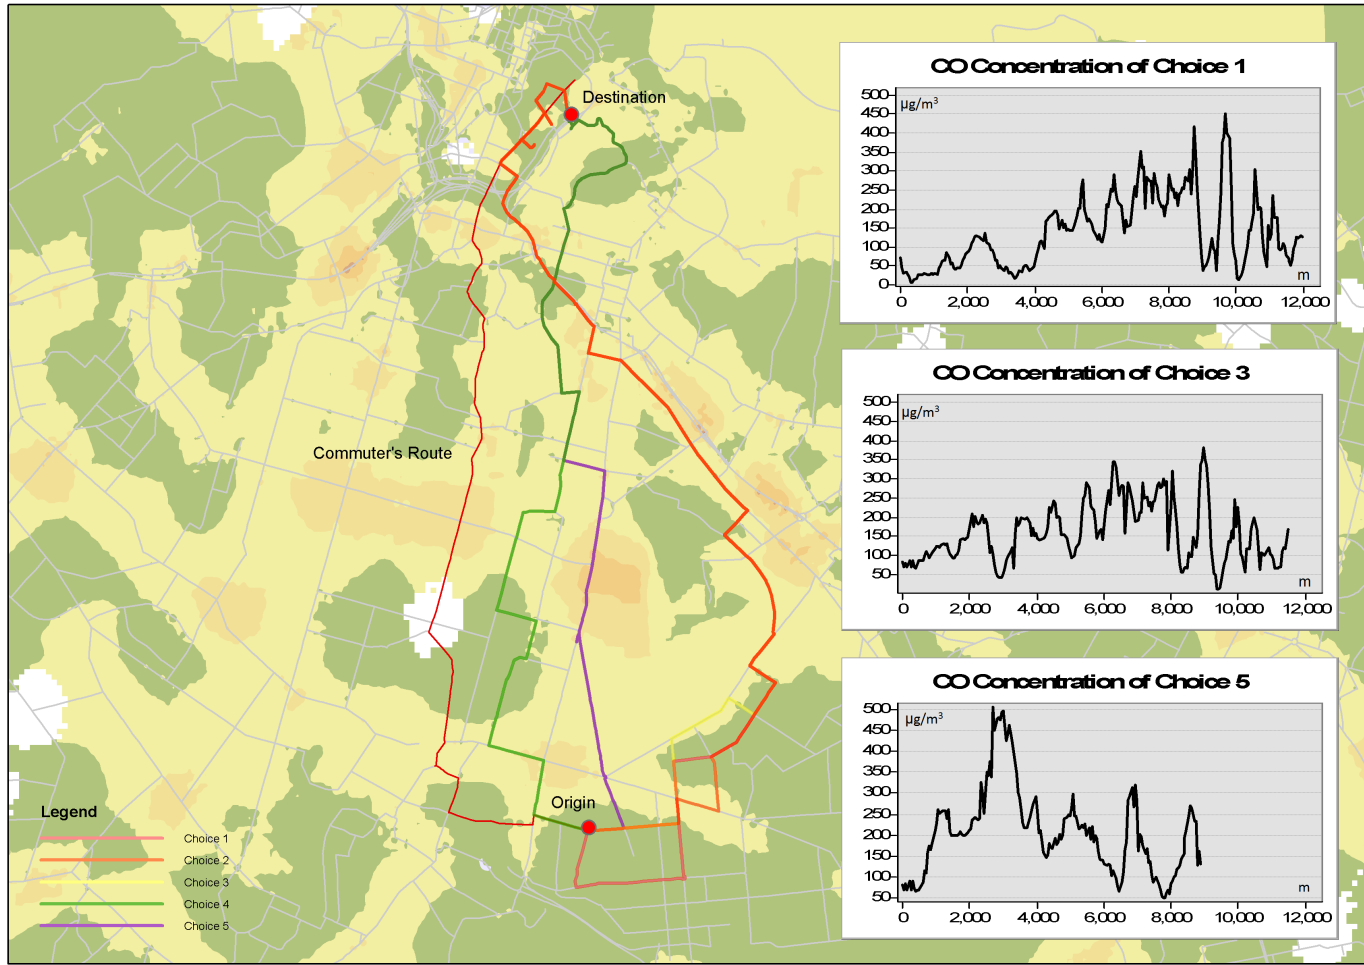 Destination
Commuter's Route
Origin
Legend
Choice 1
Choice 2
Choice 3
Choice 4
Choice 5
CO Concentration of Choice 1
µg/m³
500
450
400
350
300
250
200
150
100
50
0
m
0 2,000 4,000 6,000 8,000 10,000 12,000
CO Concentration of Choice 3
µg/m³
500
450
400
350
300
250
200
150
100
50
m
0 2,000 4,000 6,000 8,000 10,000 12,000
CO Concentration of Choice 5
µg/m³
500
450
400
350
300
250
200
150
100
50
m
0 2,000 4,000 6,000 8,000 10,000 12,000